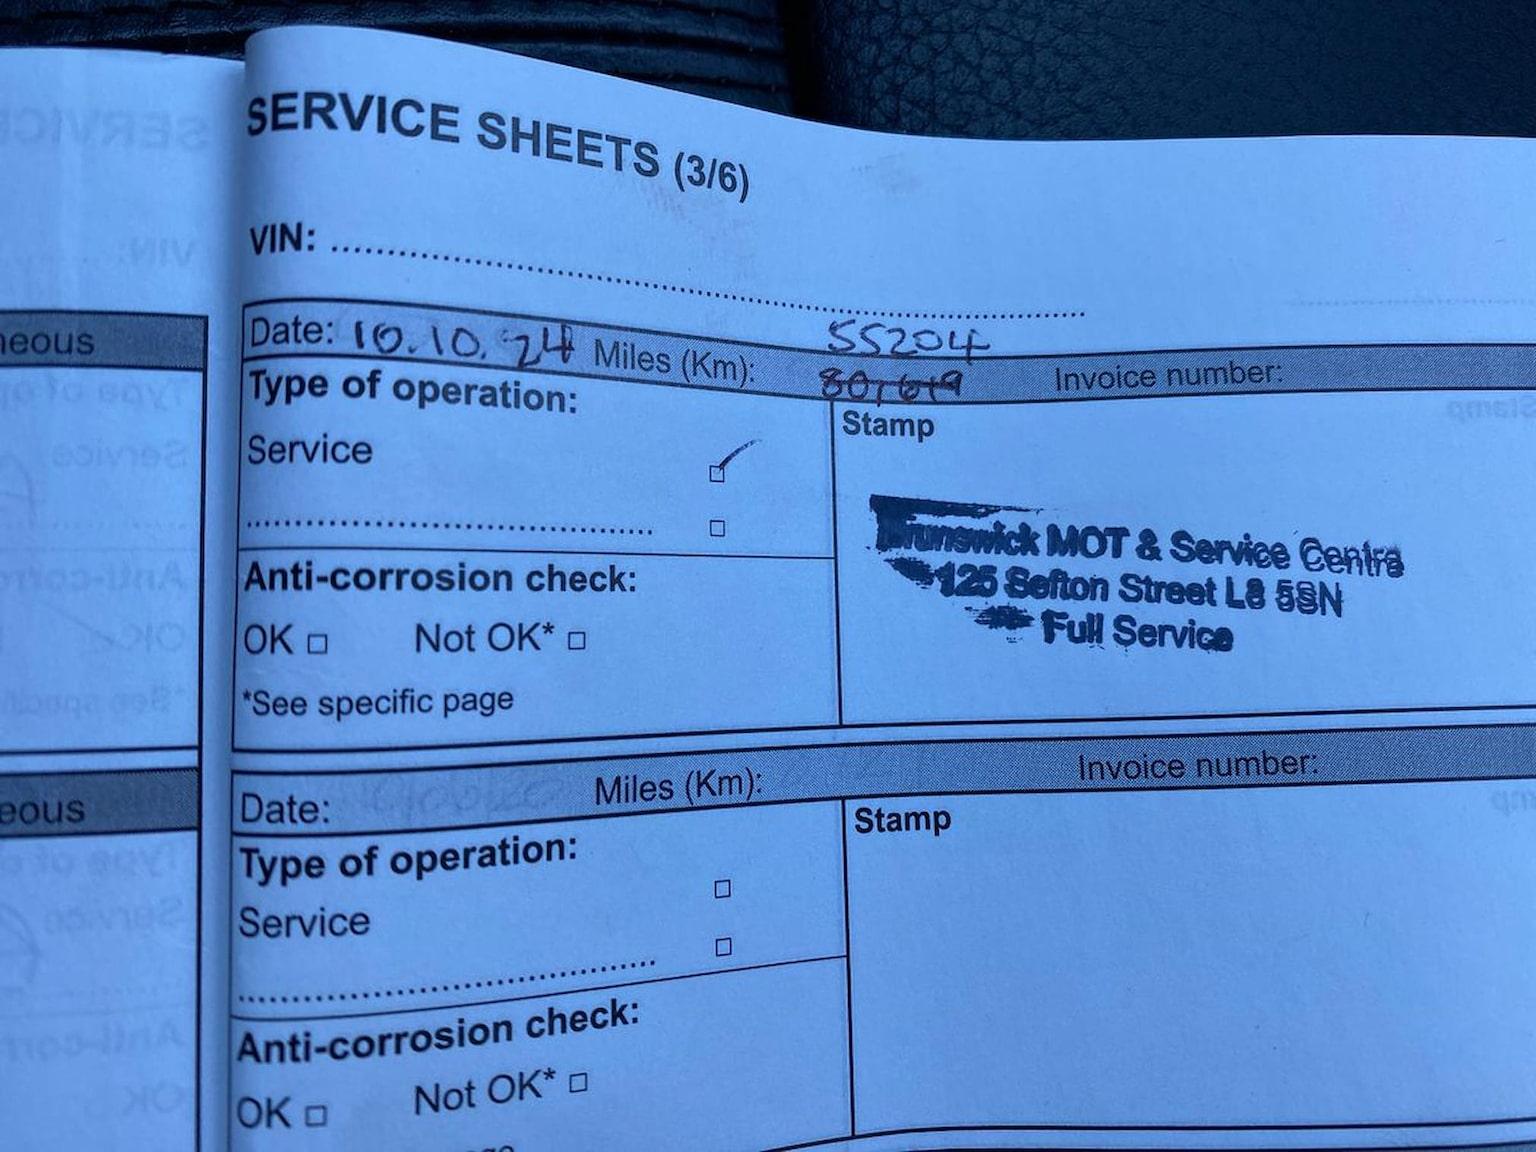 SERVICE SHEETS (3/6)
VIN:
Date: 10.10.24 Miles (Km): 55204 Invoice number:
80,619
Type of operation:
Service
Stamp
Brunswick MOT & Service Centre
125 Sefton Street L8 5SN
Full Service
Anti-corrosion check:
OK □ Not OK* □
*See specific page
Date: Miles (Km): Invoice number:
Type of operation:
Service
Stamp
Anti-corrosion check:
OK □ Not OK* □
neous
eous